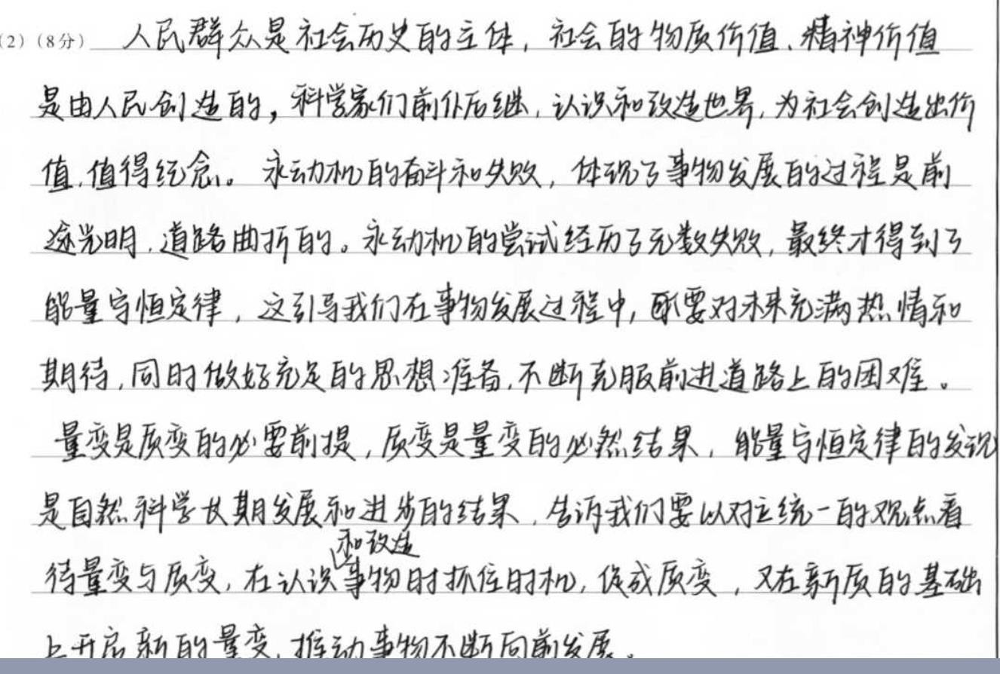 (2)(8分) 人民群众是社会历史的主体，社会的物质价值、精神价值
是由人民创造的，科学家们前仆后继，认识和改造世界，为社会创造出价
值，值得纪念。永动机的奋斗和失败，体现了事物发展的过程是前
途光明，道路曲折的。永动机的尝试经历了无数失败，最终才得到了
能量守恒定律，这引导我们在事物发展过程中，要对未来充满热情和
期待，同时做好充足的思想准备，不断克服前进道路上的困难。
量变是质变的必要前提，质变是量变的必然结果，能量守恒定律的发现
是自然科学长期发展和进步的结果，告诉我们要以对立统一的观点看
待量变与质变，在认识和改造事物时抓住时机，促成质变，又在新质的基础
上开启新的量变，推动事物不断向前发展。